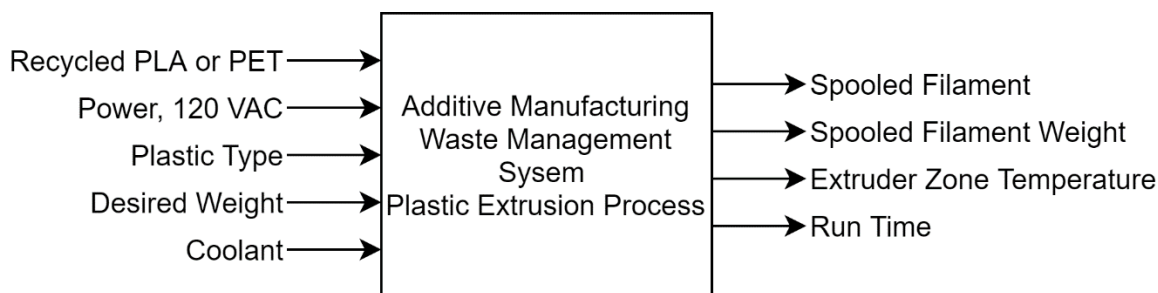 Recycled PLA or PET
Power, 120 VAC
Plastic Type
Desired Weight
Coolant
Additive Manufacturing
Waste Management
Sysem
Plastic Extrusion Process
Spooled Filament
Spooled Filament Weight
Extruder Zone Temperature
Run Time